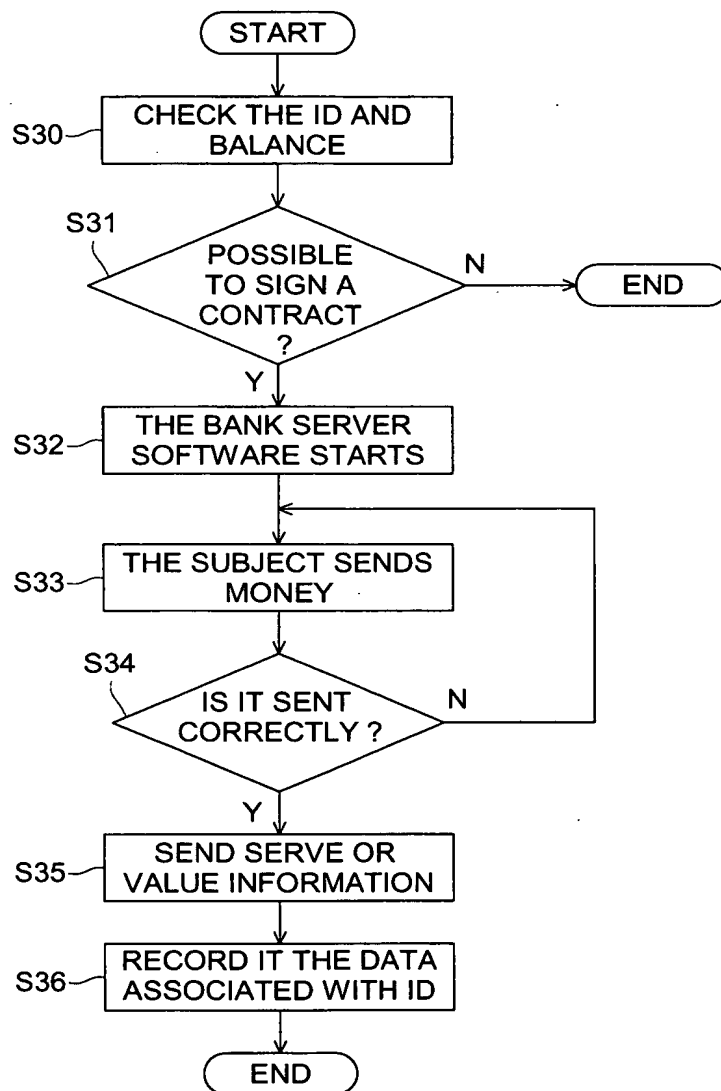 START
S30
CHECK THE ID AND
BALANCE
S31
POSSIBLE
TO SIGN A
CONTRACT
?
N
END
Y
S32
THE BANK SERVER
SOFTWARE STARTS
S33
THE SUBJECT SENDS
MONEY
S34
IS IT SENT
CORRECTLY ?
N
Y
S35
SEND SERVE OR
VALUE INFORMATION
S36
RECORD IT THE DATA
ASSOCIATED WITH ID
END